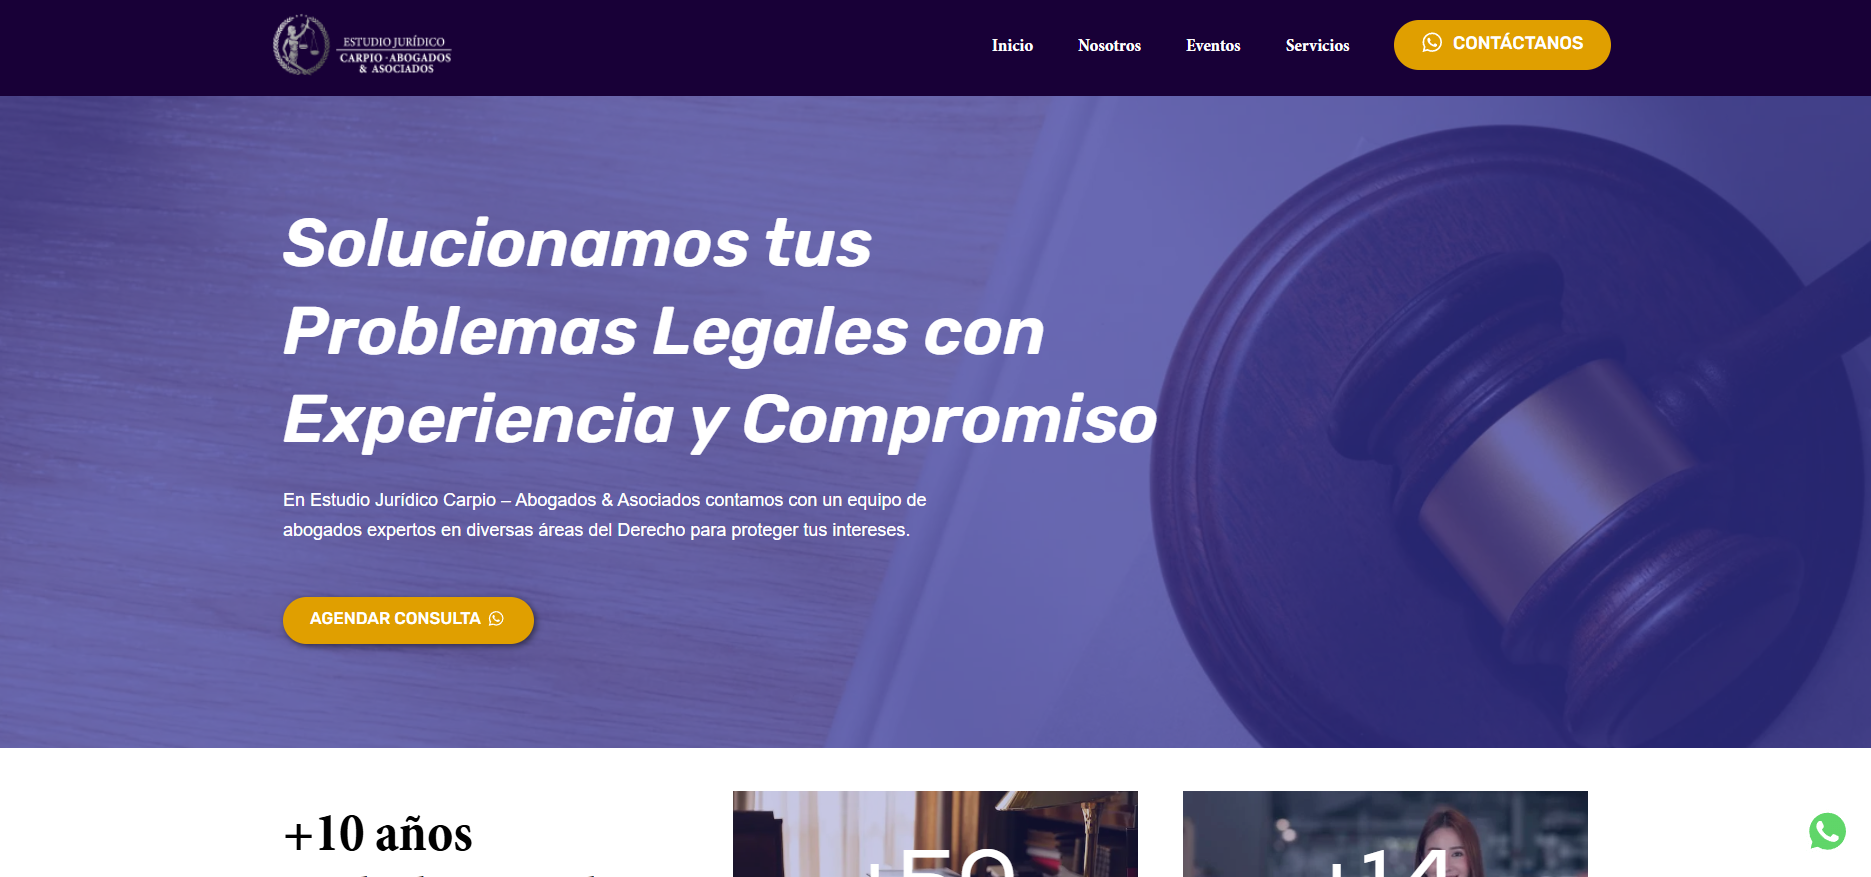 ESTUDIO JURÍDICO
CARPIO · ABOGADOS
& ASOCIADOS
Inicio
Nosotros
Eventos
Servicios
CONTÁCTANOS
Solucionamos tus
Problemas Legales con
Experiencia y Compromiso
En Estudio Jurídico Carpio – Abogados & Asociados contamos con un equipo de
abogados expertos en diversas áreas del Derecho para proteger tus intereses.
AGENDAR CONSULTA
+10 años
+50
+14